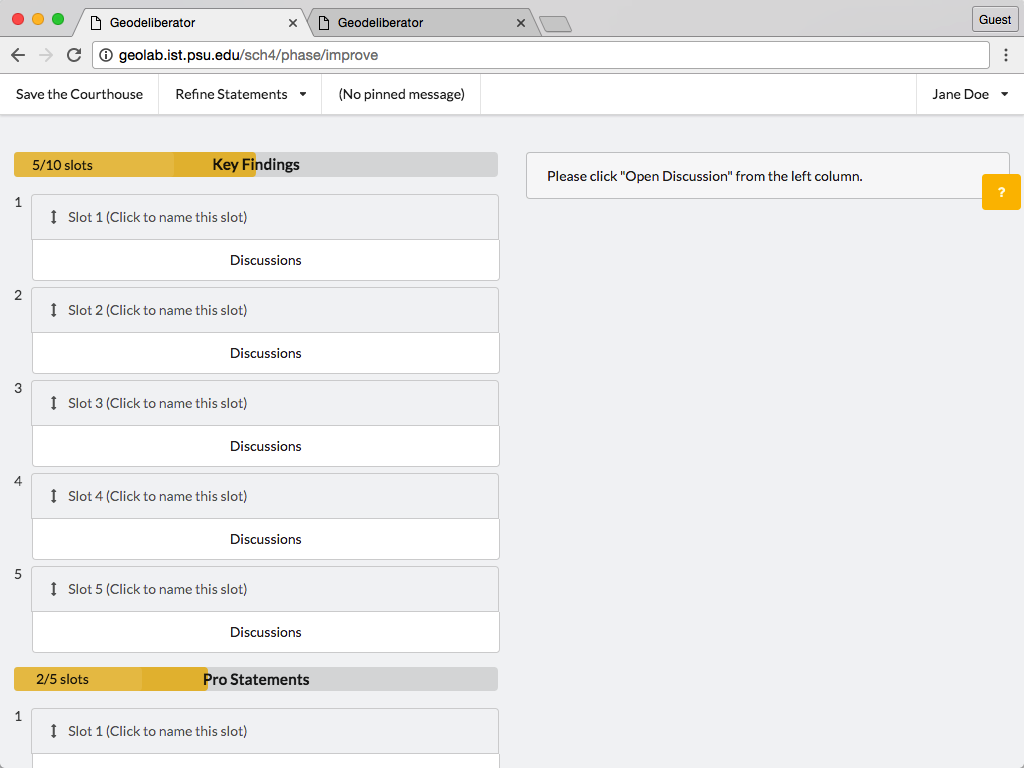 Geodeliberator
Geodeliberator
Guest
geolab.ist.psu.edu/sch4/phase/improve
Save the Courthouse
Refine Statements
(No pinned message)
Jane Doe
5/10 slots
Key Findings
1
Slot 1 (Click to name this slot)
Discussions
2
Slot 2 (Click to name this slot)
Discussions
3
Slot 3 (Click to name this slot)
Discussions
4
Slot 4 (Click to name this slot)
Discussions
5
Slot 5 (Click to name this slot)
Discussions
2/5 slots
Pro Statements
1
Slot 1 (Click to name this slot)
Please click "Open Discussion" from the left column.
?